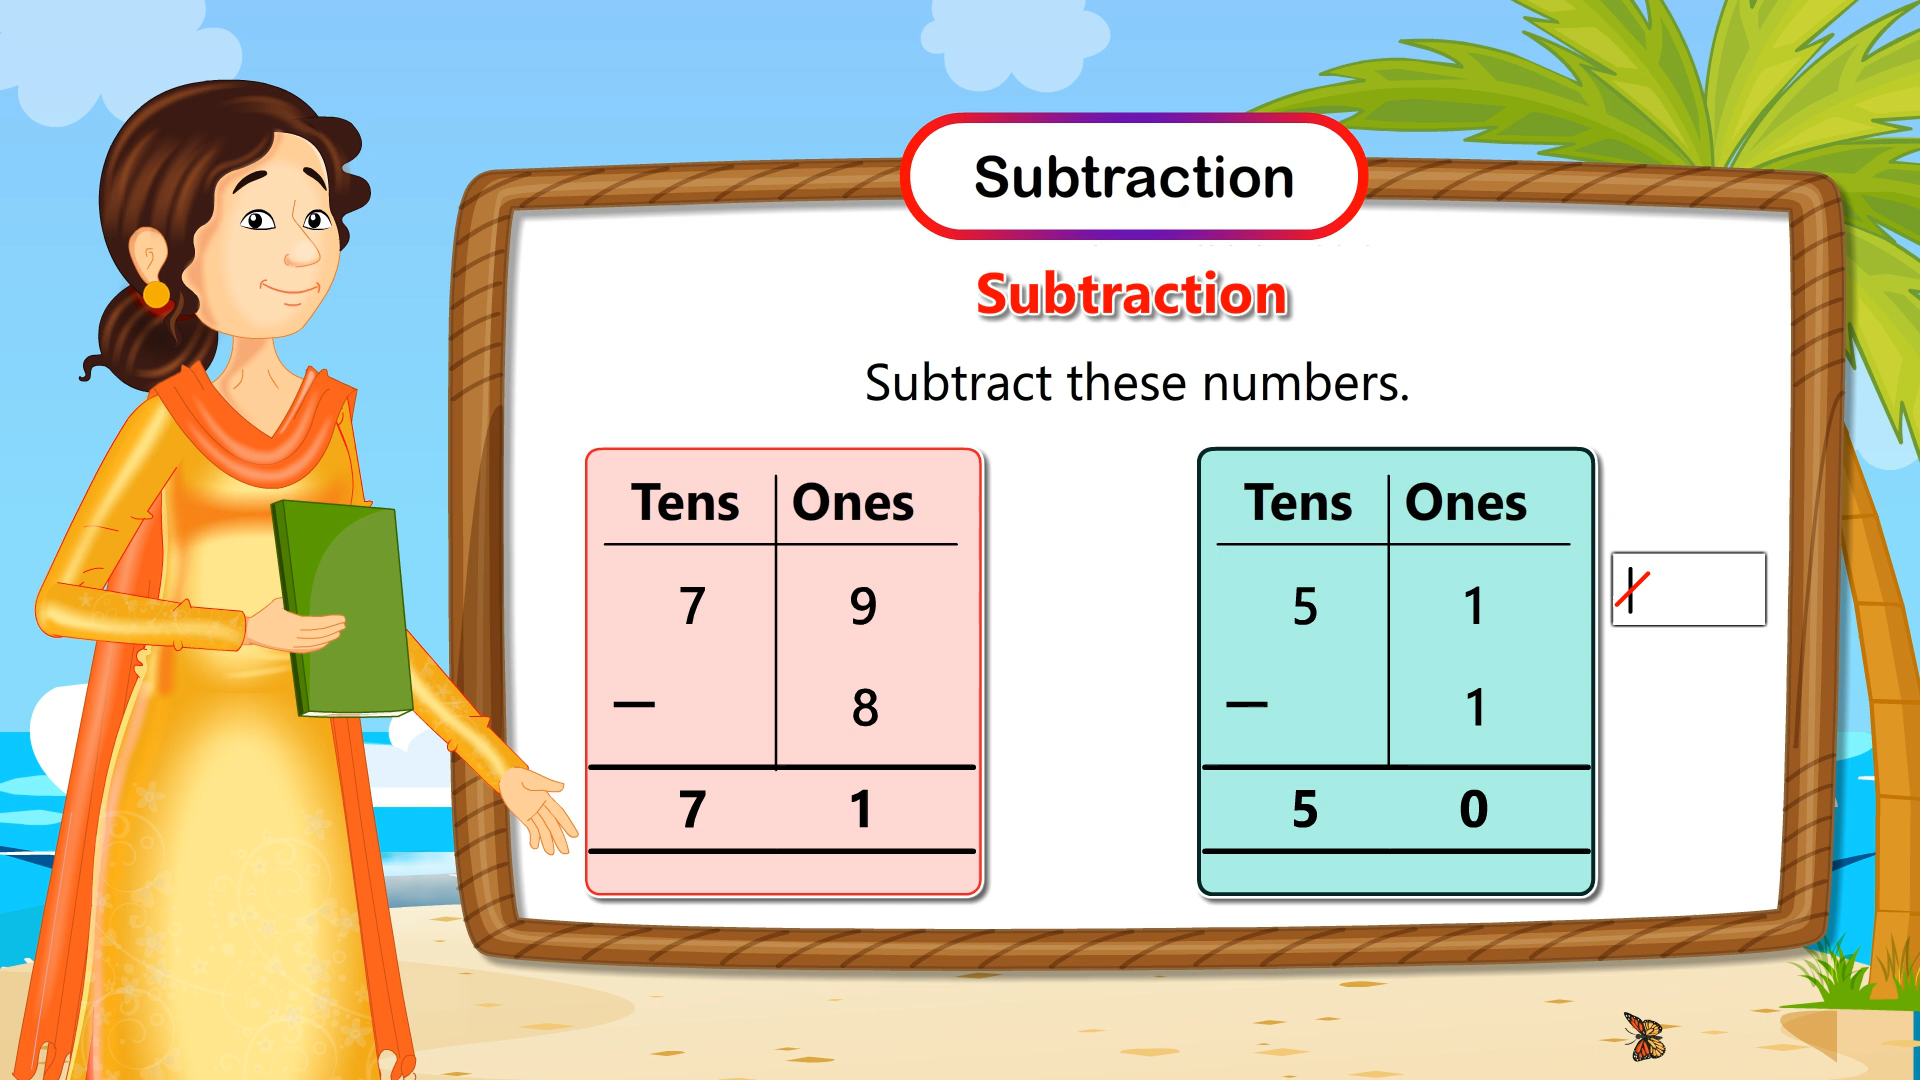 Subtraction
Subtraction
Subtract these numbers.
Tens Ones
7 9
— 8
7 1
Tens Ones
5 1
— 1
5 0